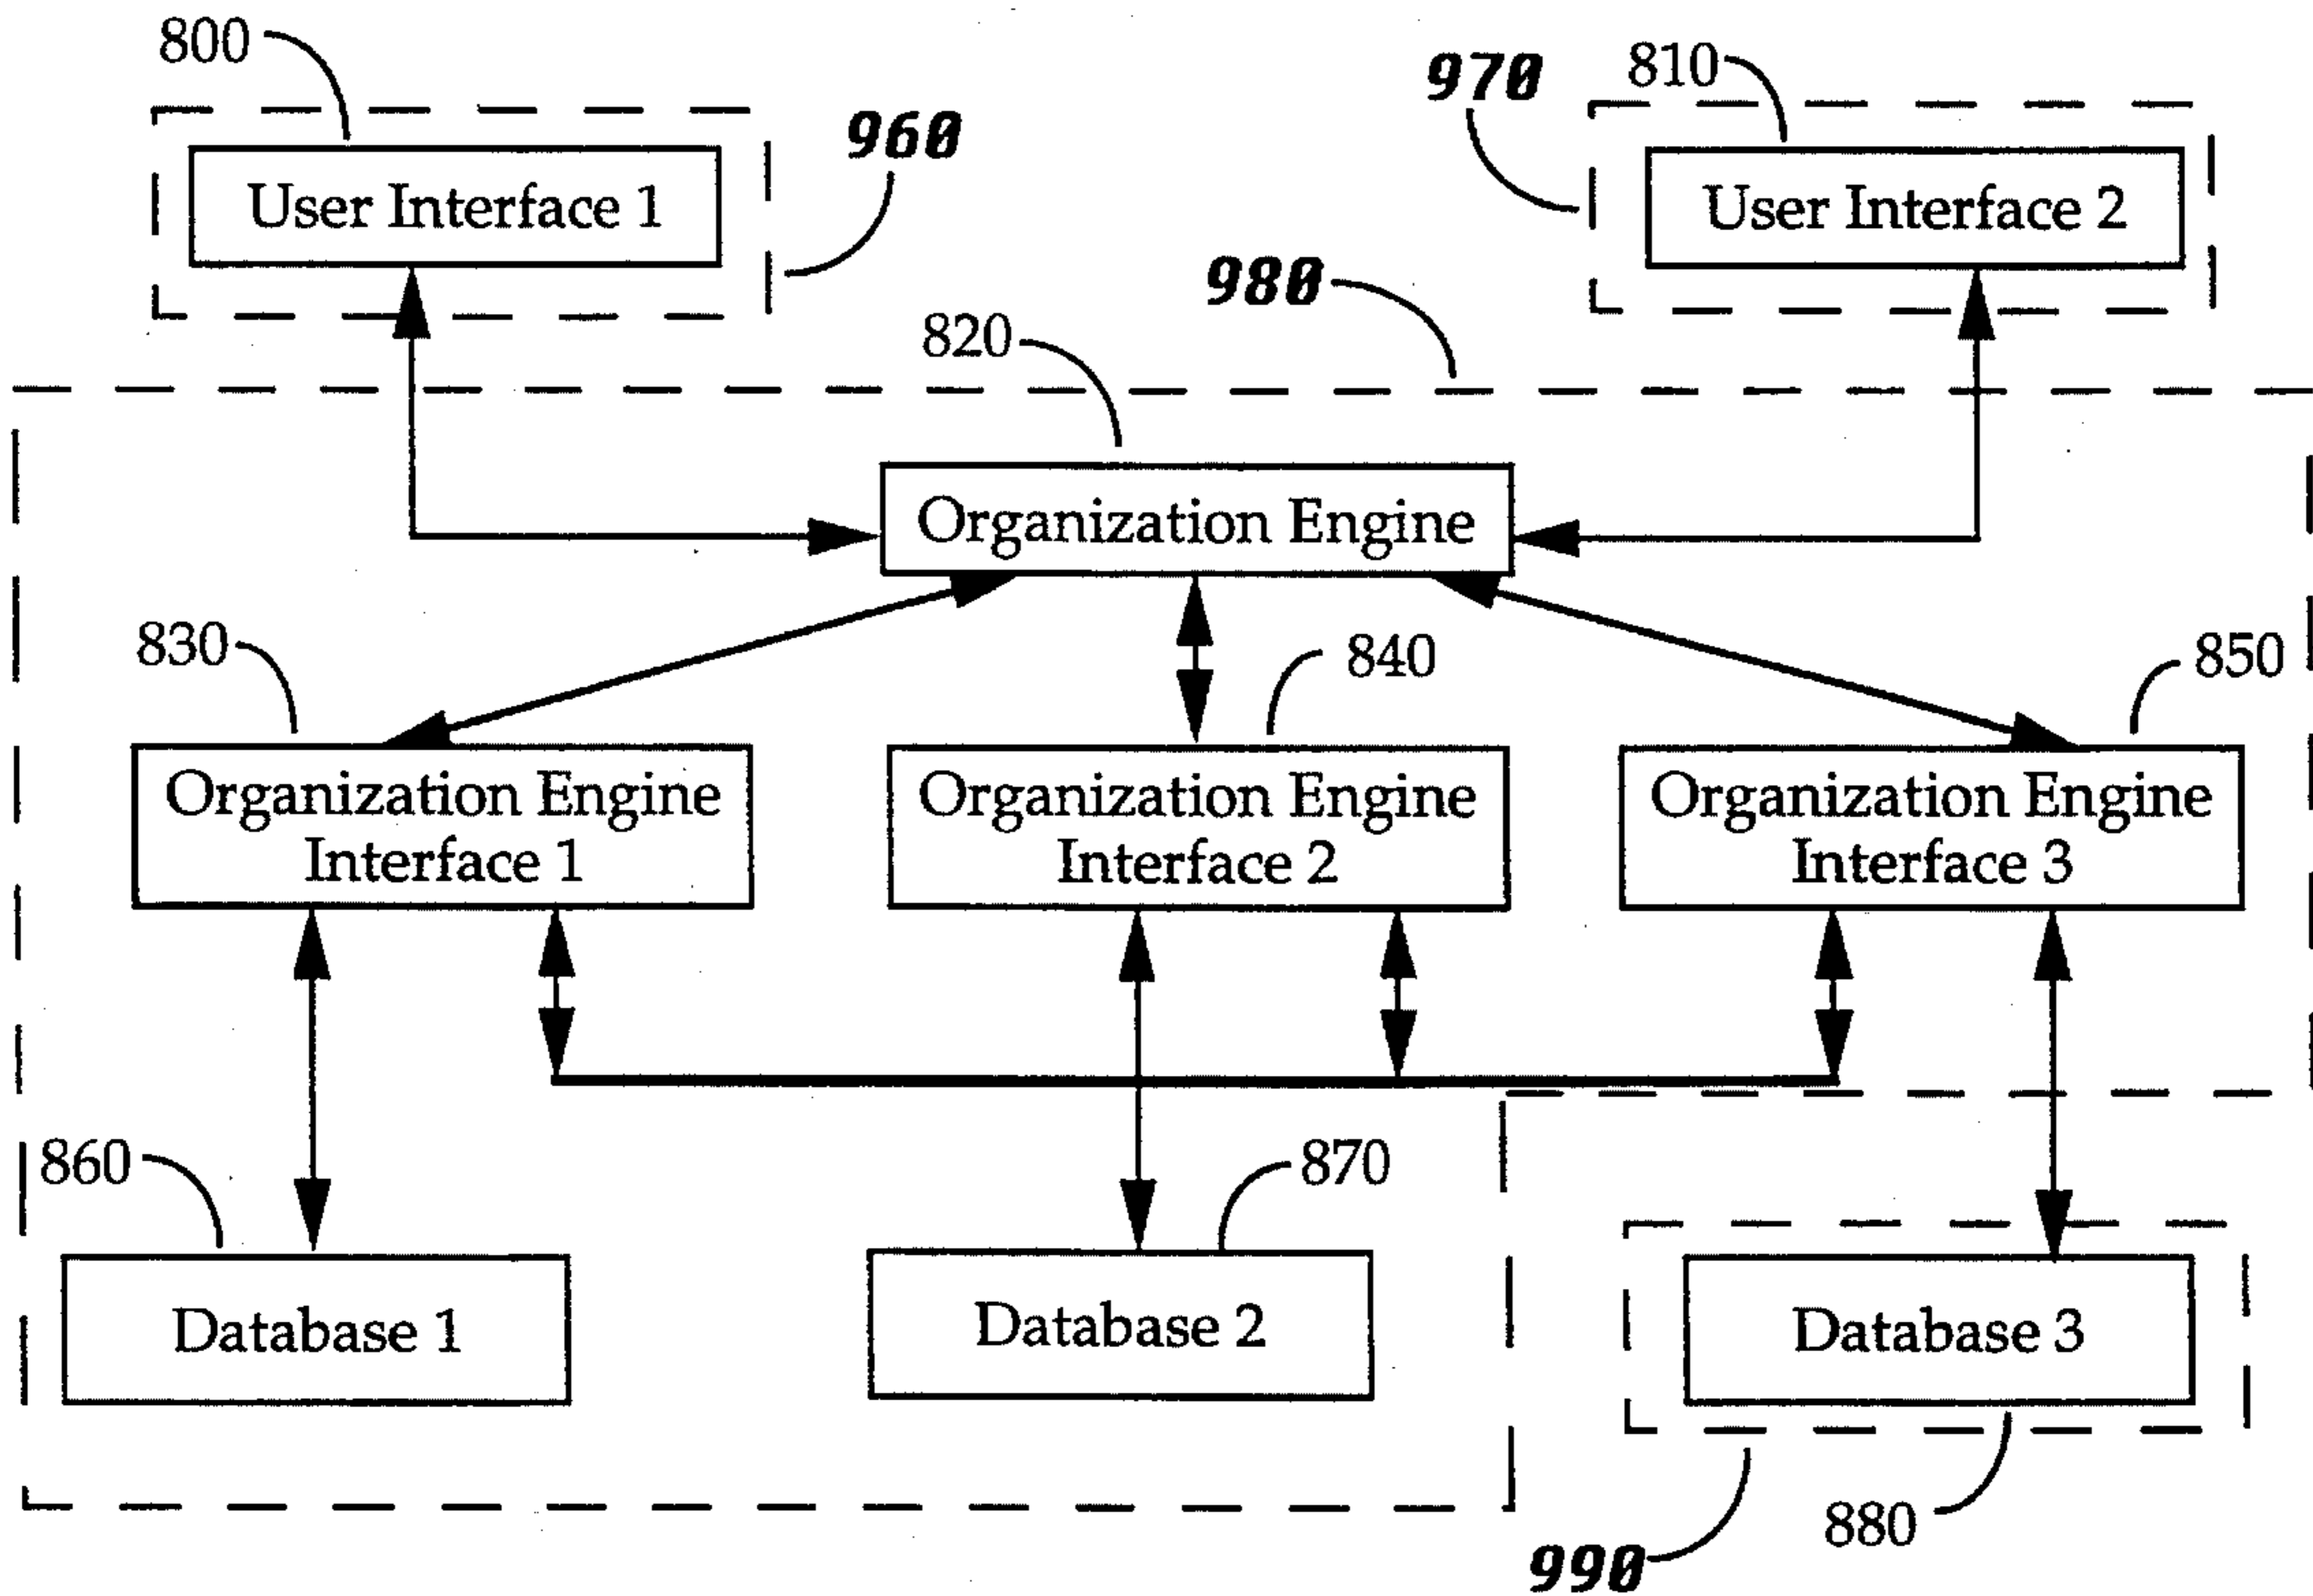 800
970
810
960
User Interface 1
User Interface 2
980
820
Organization Engine
830
840
850
Organization Engine
Interface 1
Organization Engine
Interface 2
Organization Engine
Interface 3
860
870
Database 1
Database 2
Database 3
880
990